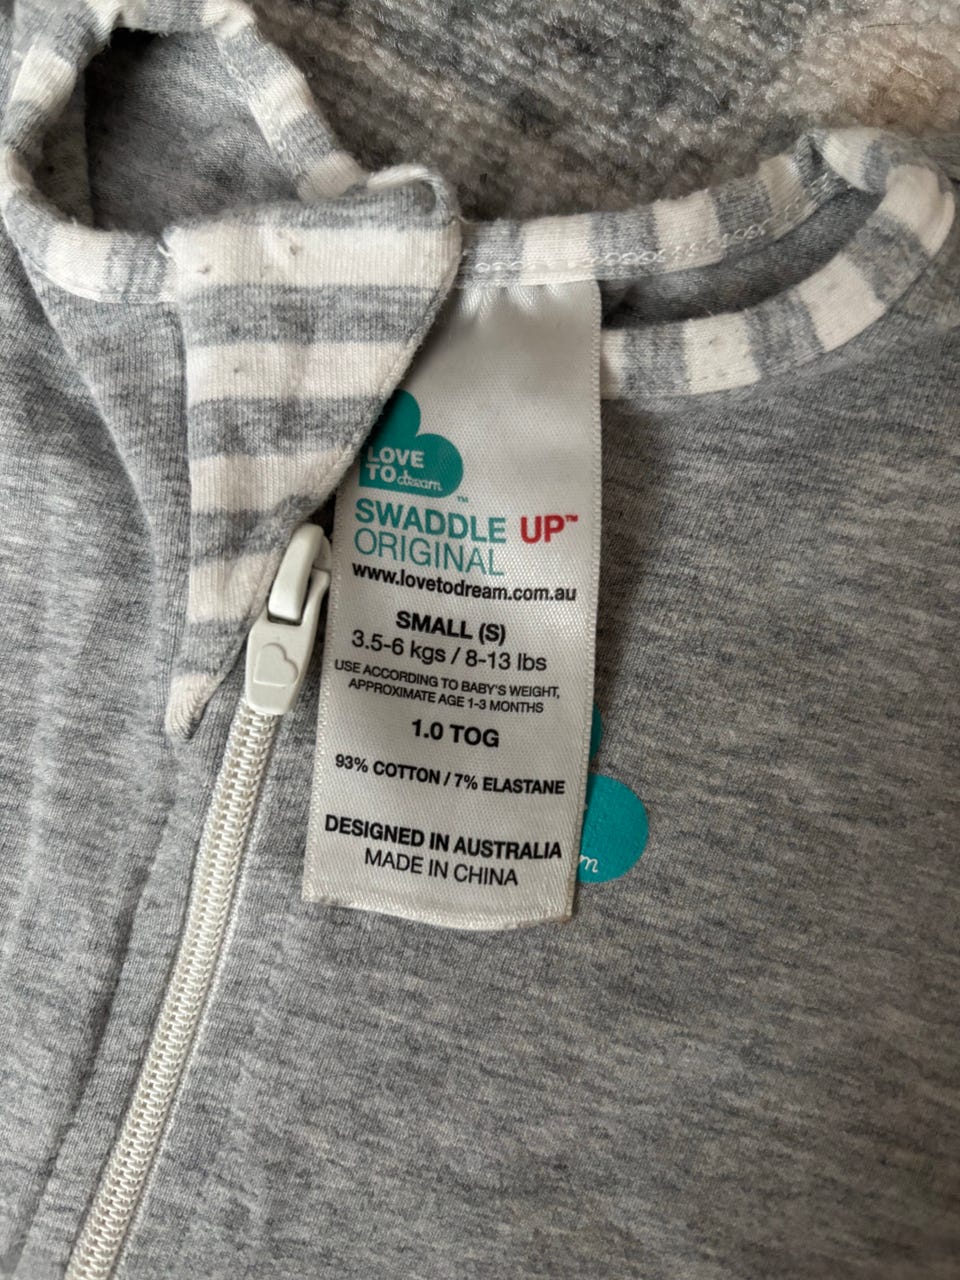 LOVE
TO dream™
SWADDLE UP™
ORIGINAL
www.lovetodream.com.au
SMALL (S)
3.5-6 kgs / 8-13 lbs
USE ACCORDING TO BABY'S WEIGHT,
APPROXIMATE AGE 1-3 MONTHS
1.0 TOG
93% COTTON / 7% ELASTANE
DESIGNED IN AUSTRALIA
MADE IN CHINA
m